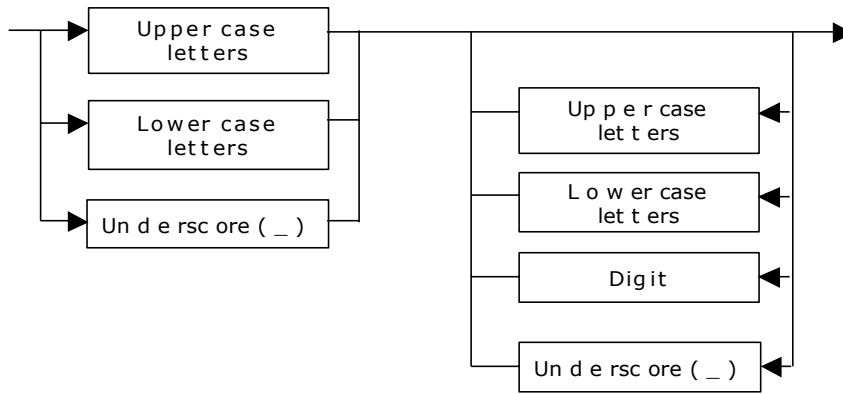 Upper case
letters
Lower case
letters
Underscore ( _ )
Upper case
letters
Lower case
letters
Digit
Underscore ( _ )